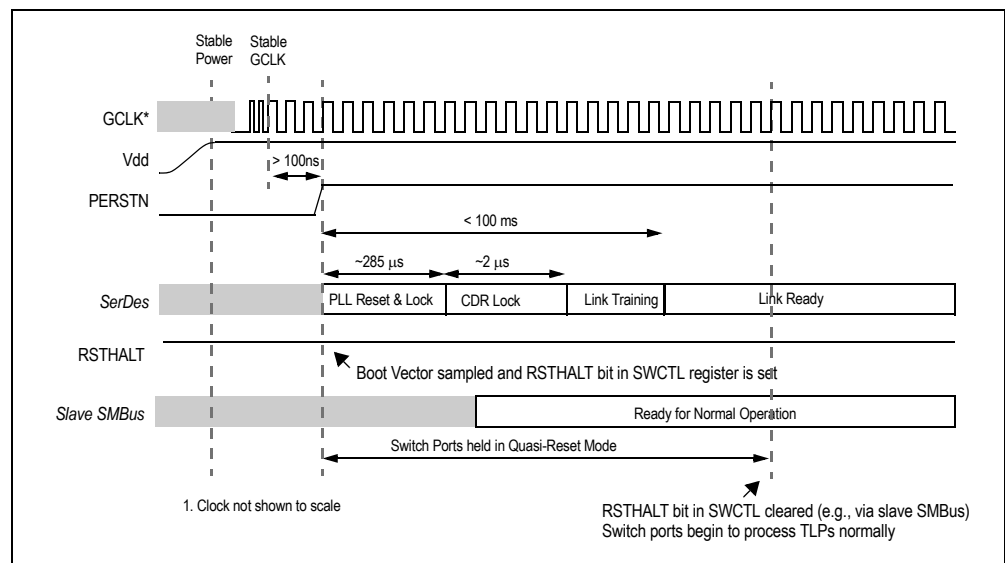 Stable
Power
Stable
GCLK
GCLK*
Vdd
> 100ns
PERSTN
< 100 ms
~285 µs
~2 µs
SerDes
PLL Reset & Lock
CDR Lock
Link Training
Link Ready
RSTHALT
Boot Vector sampled and RSTHALT bit in SWCTL register is set
Slave SMBus
Ready for Normal Operation
Switch Ports held in Quasi-Reset Mode
1. Clock not shown to scale
RSTHALT bit in SWCTL cleared (e.g., via slave SMBus)
Switch ports begin to process TLPs normally